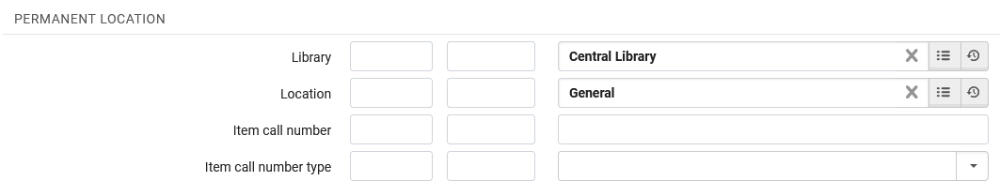 PERMANENT LOCATION
Library Central Library
Location General
Item call number
Item call number type